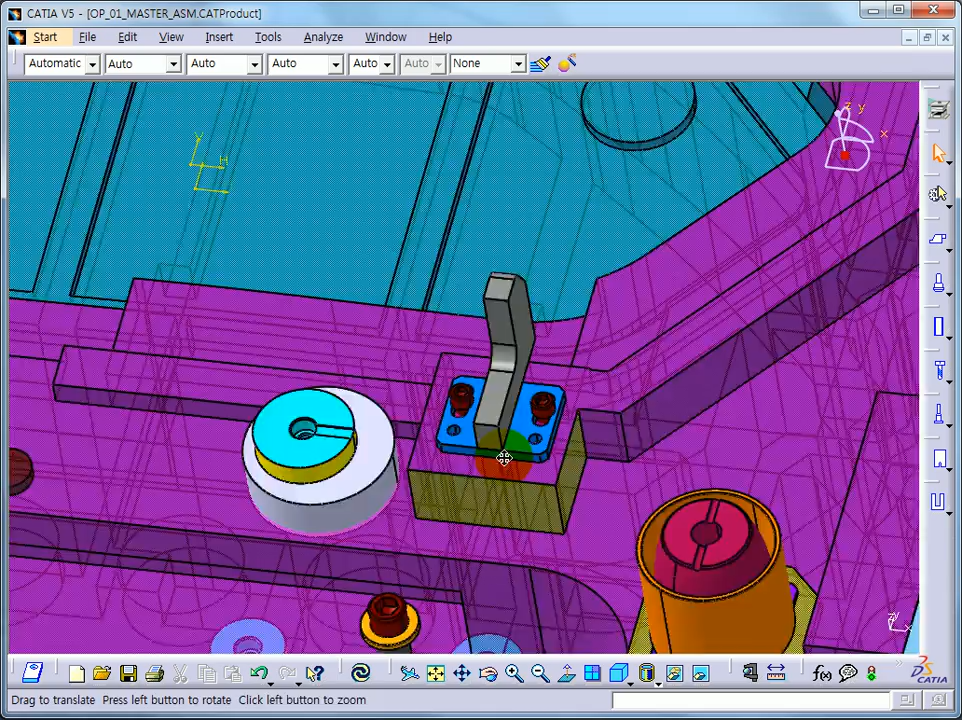 CATIA V5 - [OP_01_MASTER_ASM.CATProduct]
Start File Edit View Insert Tools Analyze Window Help
Automatic Auto Auto Auto Auto Auto None
z y
x
V
H
f(x)
CATIA
Drag to translate Press left button to rotate Click left button to zoom